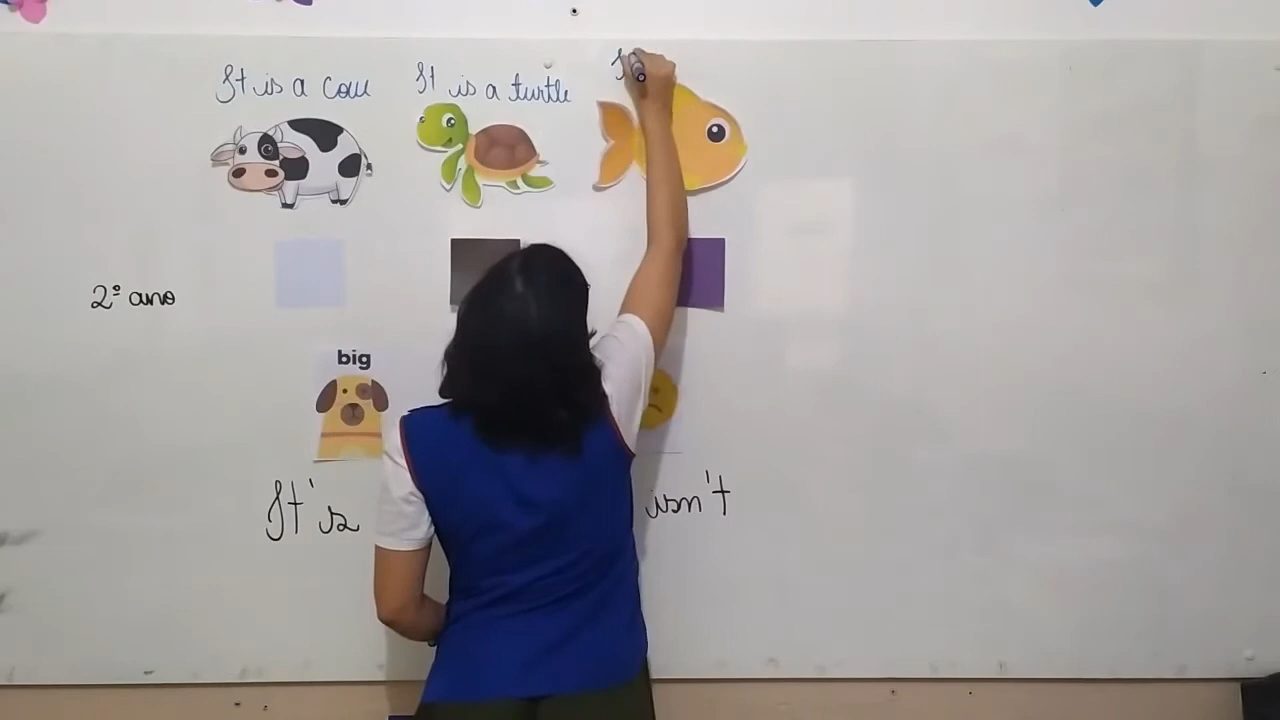 It is a cow
It is a turtle
2º ano
big
It's
isn't